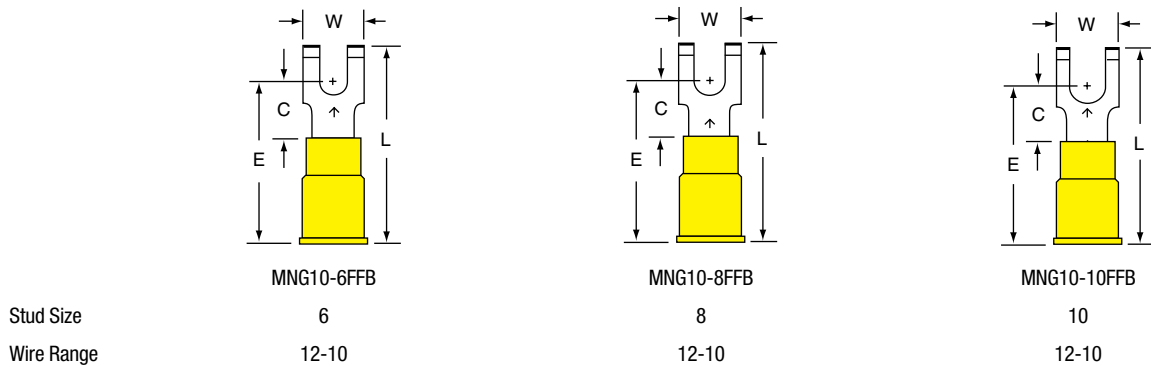 W W W
C C C
E L E L E L
MNG10-6FFB MNG10-8FFB MNG10-10FFB
Stud Size 6 8 10
Wire Range 12-10 12-10 12-10